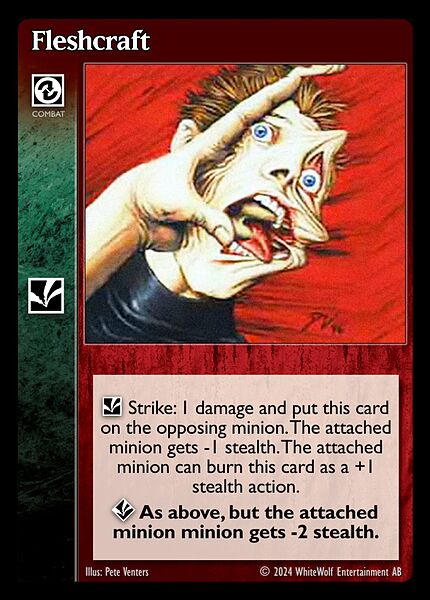 Fleshcraft
COMBAT
Strike: 1 damage and put this card
on the opposing minion. The attached
minion gets -1 stealth. The attached
minion can burn this card as a +1
stealth action.
As above, but the attached
minion minion gets -2 stealth.
Illus: Pete Venters
© 2024 WhiteWolf Entertainment AB